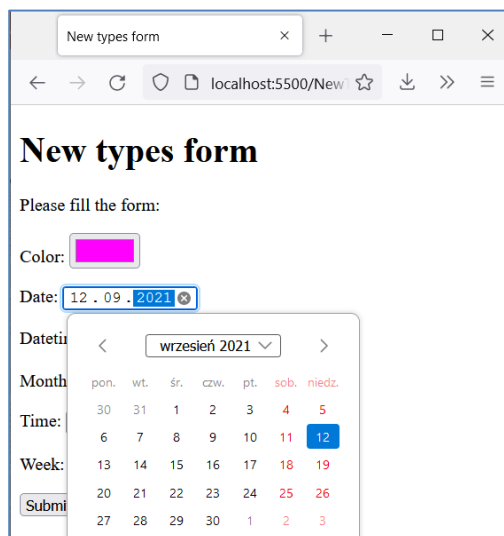 New types form
localhost:5500/New
New types form
Please fill the form:
Color:
Date: 12.09.2021
wrzesień 2021
Month
pon. wt. śr. czw. pt. sob. niedz.
30 31 1 2 3 4 5
Time:
6 7 8 9 10 11 12
Week: 13 14 15 16 17 18 19
20 21 22 23 24 25 26
27 28 29 30 1 2 3